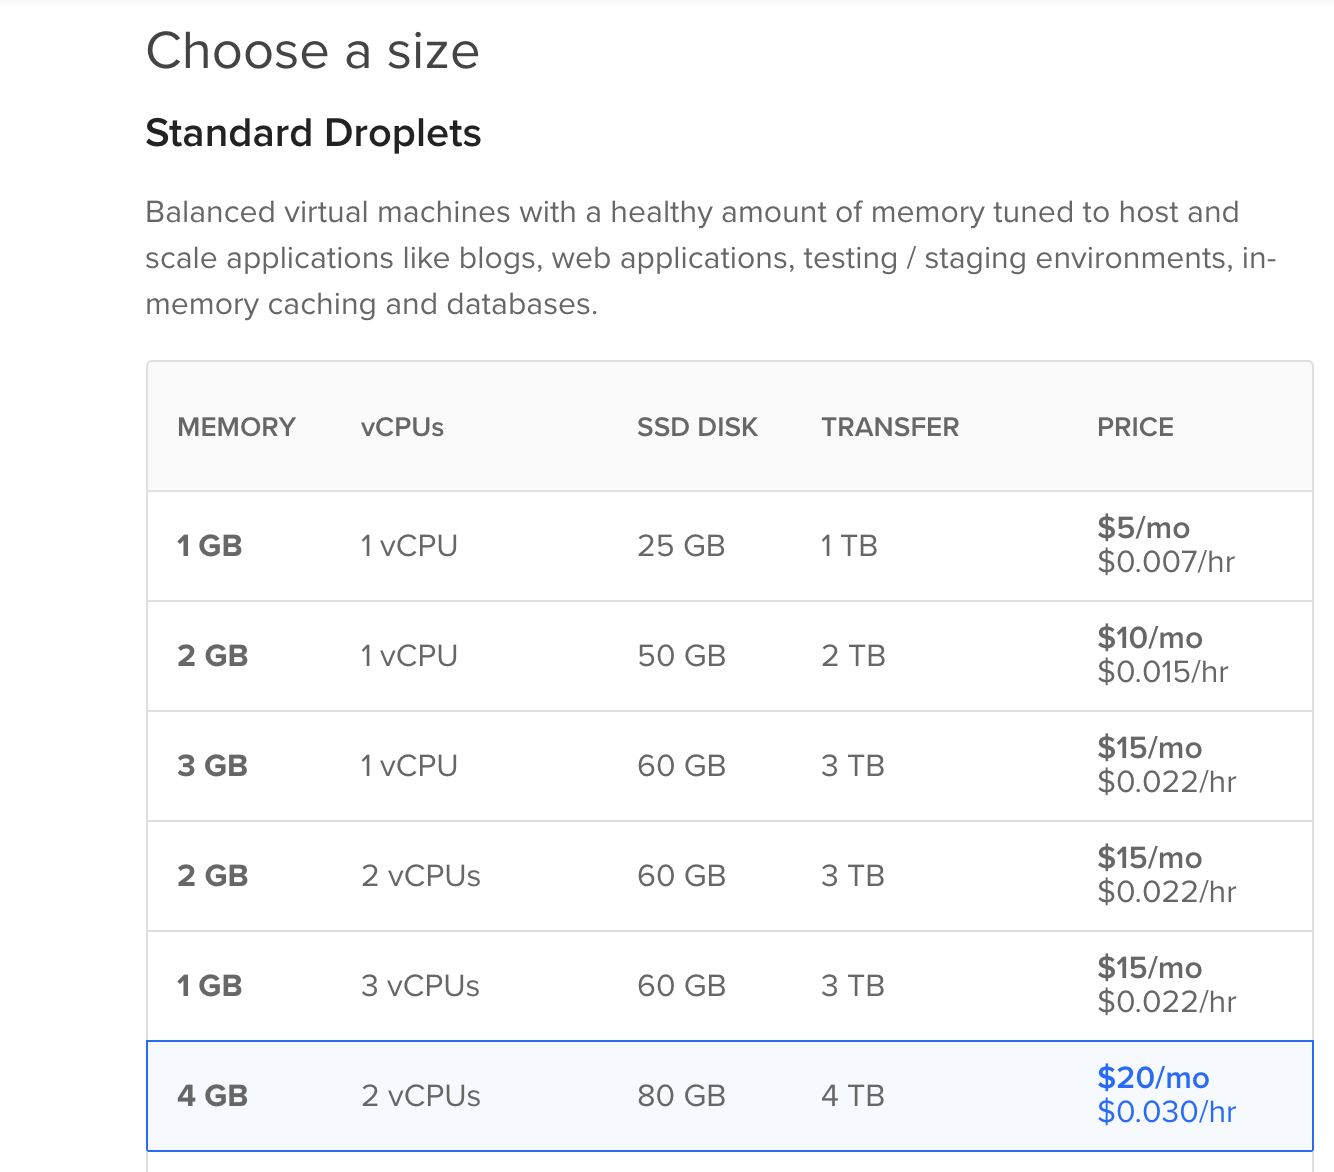 Choose a size
Standard Droplets
Balanced virtual machines with a healthy amount of memory tuned to host and
scale applications like blogs, web applications, testing / staging environments, in-
memory caching and databases.
MEMORY vCPUs SSD DISK TRANSFER PRICE
1 GB 1 vCPU 25 GB 1 TB $5/mo
$0.007/hr
2 GB 1 vCPU 50 GB 2 TB $10/mo
$0.015/hr
3 GB 1 vCPU 60 GB 3 TB $15/mo
$0.022/hr
2 GB 2 vCPUs 60 GB 3 TB $15/mo
$0.022/hr
1 GB 3 vCPUs 60 GB 3 TB $15/mo
$0.022/hr
4 GB 2 vCPUs 80 GB 4 TB $20/mo
$0.030/hr